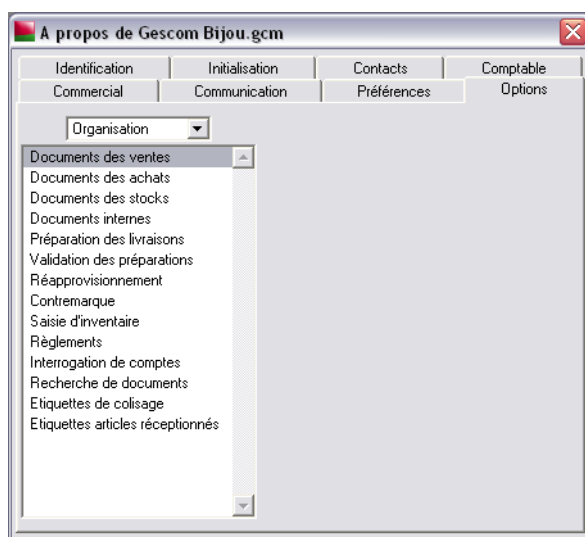 A propos de Gescom Bijou.gcm
Identification Initialisation Contacts Comptable
Commercial Communication Préférences Options
Organisation
Documents des ventes
Documents des achats
Documents des stocks
Documents internes
Préparation des livraisons
Validation des préparations
Réapprovisionnement
Contremarque
Saisie d'inventaire
Règlements
Interrogation de comptes
Recherche de documents
Etiquettes de colisage
Etiquettes articles réceptionnés